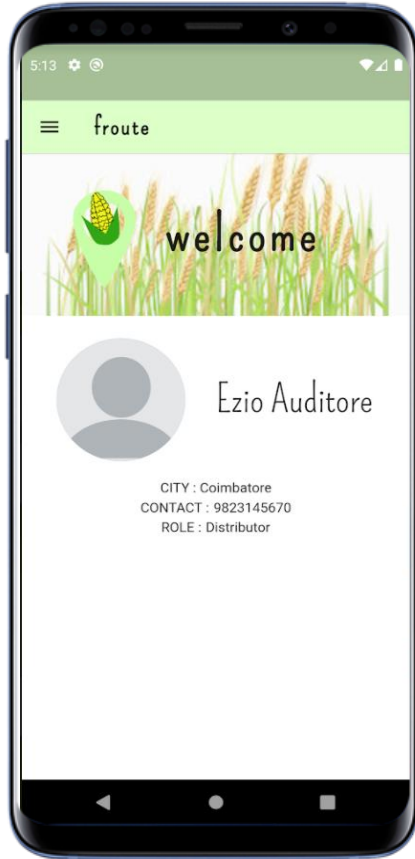 5:13
froute
welcome
Ezio Auditore
CITY : Coimbatore
CONTACT : 9823145670
ROLE : Distributor